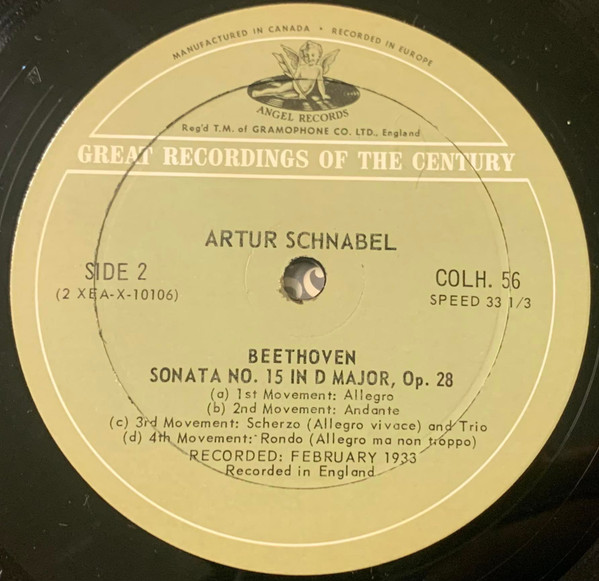 MANUFACTURED IN CANADA • RECORDED IN EUROPE
ANGEL RECORDS
Reg'd T.M. of GRAMOPHONE CO. LTD., England
GREAT RECORDINGS OF THE CENTURY
ARTUR SCHNABEL
SIDE 2
(2 XEA-X-10106)
COLH. 56
SPEED 33 1/3
BEETHOVEN
SONATA NO. 15 IN D MAJOR, Op. 28
(a) 1st Movement: Allegro
(b) 2nd Movement: Andante
(c) 3rd Movement: Scherzo (Allegro vivace) and Trio
(d) 4th Movement: Rondo (Allegro ma non troppo)
RECORDED: FEBRUARY 1933
Recorded in England